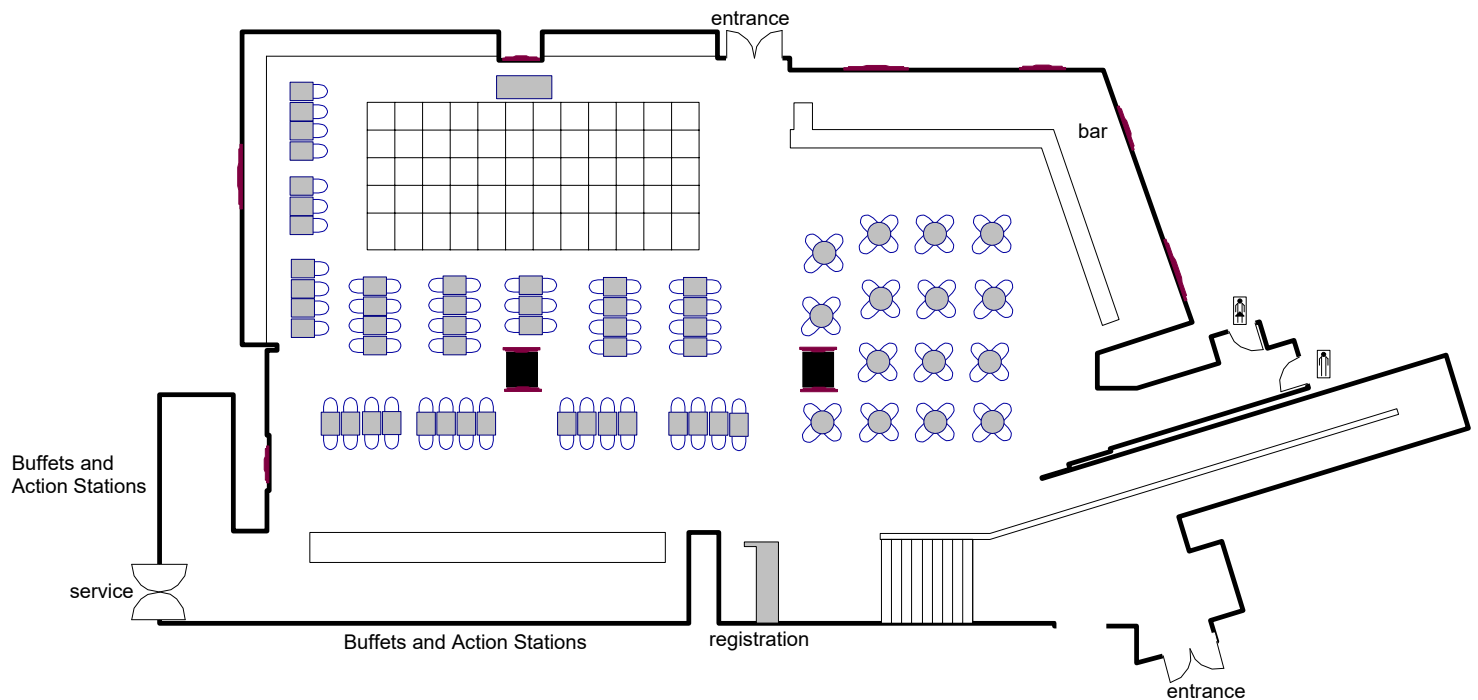 entrance
bar
Buffets and
Action Stations
service
Buffets and Action Stations
registration
entrance